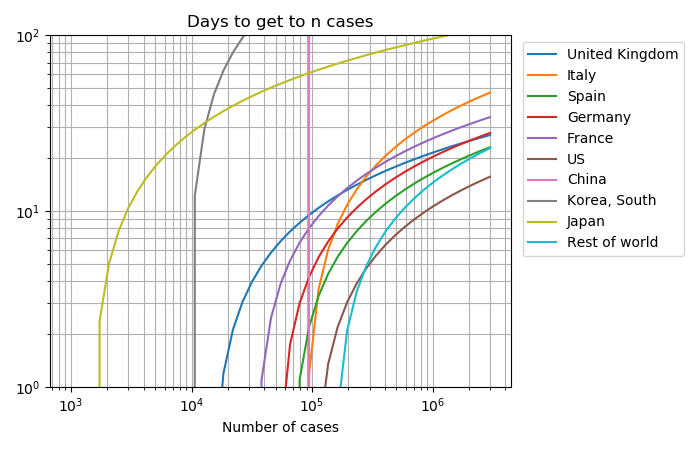 Days to get to n cases
10²
10¹
10⁰
10³
10⁴
10⁵
10⁶
Number of cases
United Kingdom
Italy
Spain
Germany
France
US
China
Korea, South
Japan
Rest of world